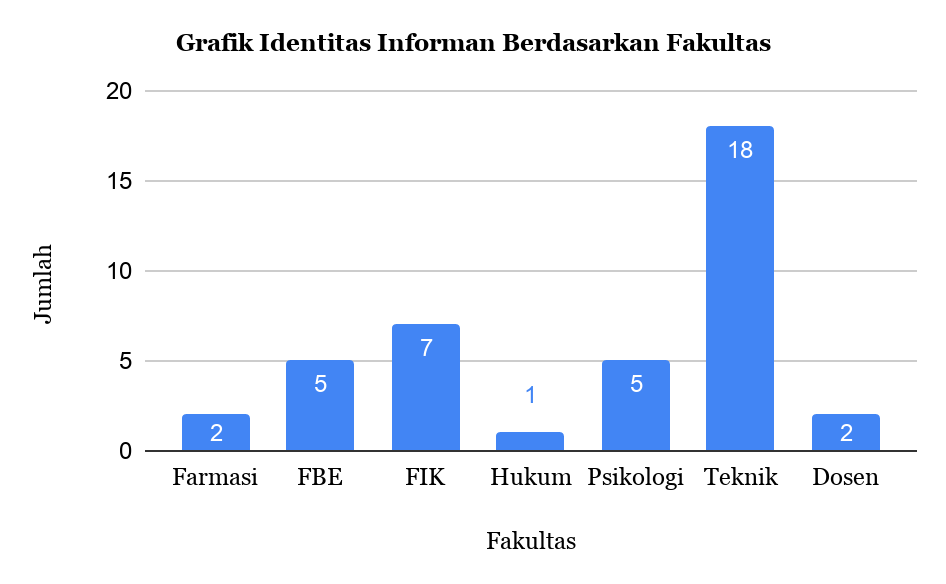 Grafik Identitas Informan Berdasarkan Fakultas
20
15
10
5
0
Jumlah
2
5
7
1
5
18
2
Farmasi
FBE
FIK
Hukum
Psikologi
Teknik
Dosen
Fakultas